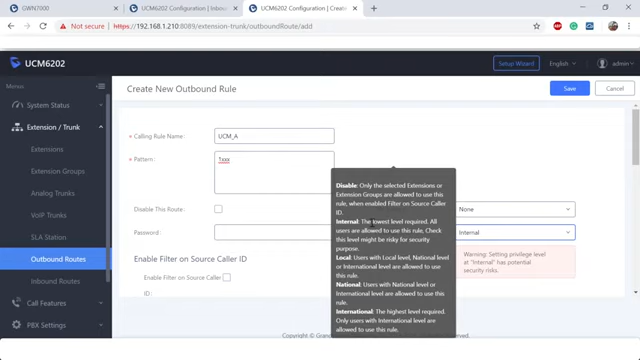 GWN7000
UCM6202 Configuration | Inbou
UCM6202 Configuration | Create
Not secure
https://192.168.1.210:8089/extension-trunk/outboundRoute/add
UCM6202
Setup Wizard
English
admin
Menus
System Status
Extension / Trunk
Extensions
Extension Groups
Analog Trunks
VoIP Trunks
SLA Station
Outbound Routes
Inbound Routes
Call Features
PBX Settings
Create New Outbound Rule
Save
Cancel
* Calling Rule Name :
UCM_A
* Pattern :
1xxx
Disable This Route :
Password :
None
Internal
Warning: Setting privilege level
at "Internal" has potential
security risks.
Enable Filter on Source Caller ID
Enable Filter on Source Caller
ID:
Disable: Only the selected Extensions or
Extension Groups are allowed to use this
rule, when enabled Filter on Source Caller
ID.
Internal: The lowest level required. All
users are allowed to use this rule, Check
this level might be risky for security
purpose.
Local: Users with Local level, National level
or International level are allowed to use
this rule.
National: Users with National level or
International level are allowed to use this
rule.
International: The highest level required.
Only users with International level are
allowed to use this rule.
Copyright © Grand